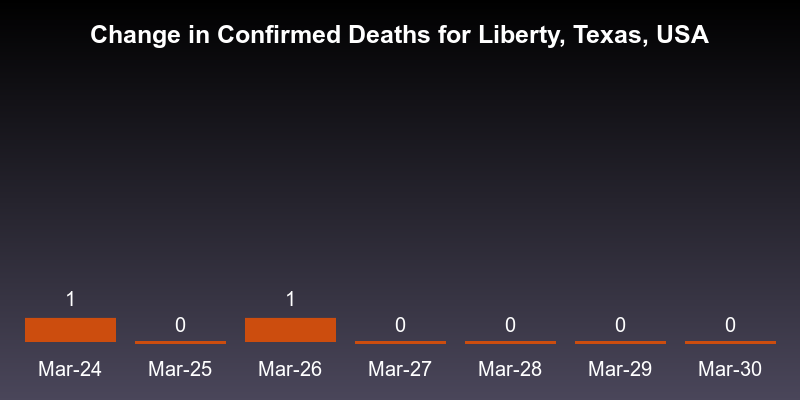 Change in Confirmed Deaths for Liberty, Texas, USA
1 0 1 0 0 0 0
Mar-24 Mar-25 Mar-26 Mar-27 Mar-28 Mar-29 Mar-30